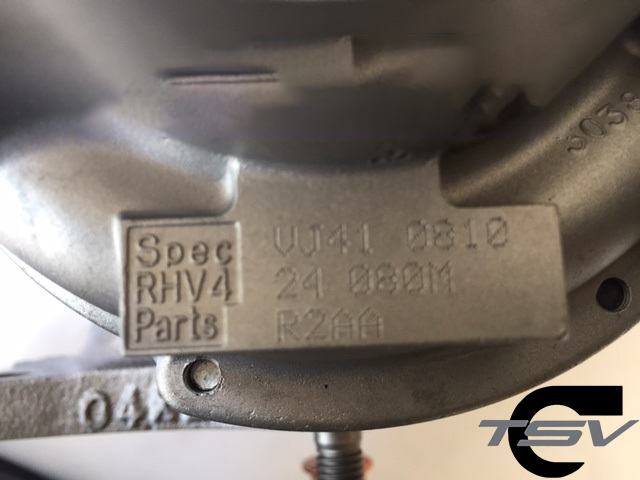 Spec
RHV4
Parts
VJ41 0810
24 080M
R2AA
TSV